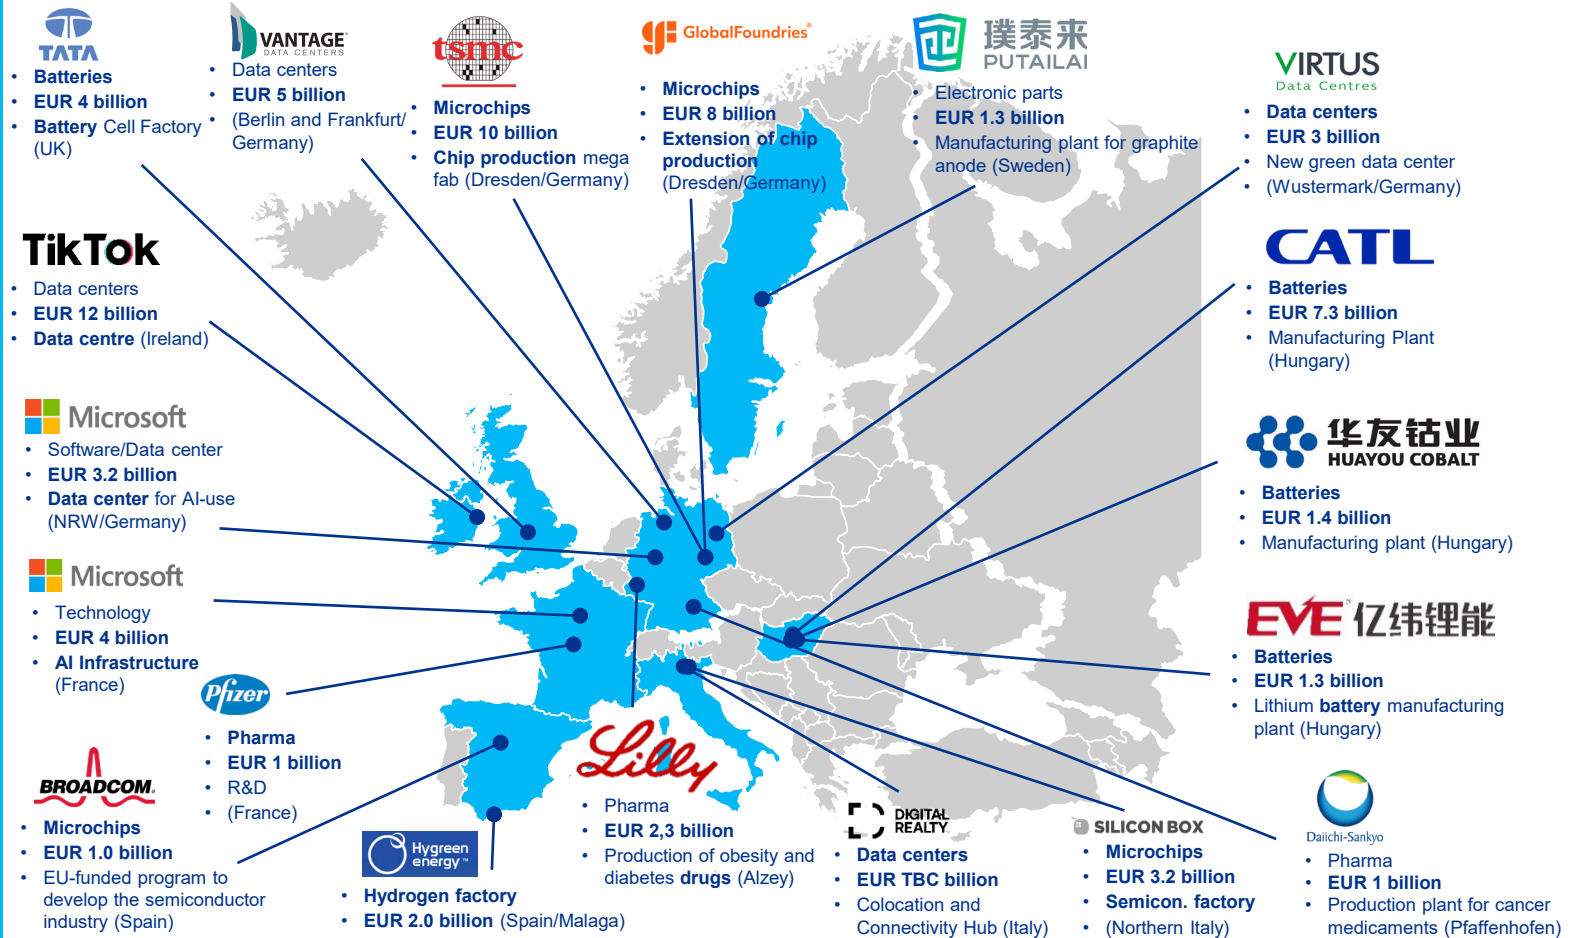 TATA
• Batteries
• EUR 4 billion
• Battery Cell Factory
(UK)
VANTAGE
DATA CENTERS
• Data centers
• EUR 5 billion
• (Berlin and Frankfurt/
Germany)
tsmc
• Microchips
• EUR 10 billion
• Chip production mega
fab (Dresden/Germany)
GlobalFoundries
• Microchips
• EUR 8 billion
• Extension of chip
production
(Dresden/Germany)
璞泰来
PUTAILAI
• Electronic parts
• EUR 1.3 billion
• Manufacturing plant for graphite
anode (Sweden)
VIRTUS
Data Centres
• Data centers
• EUR 3 billion
• New green data center
• (Wustermark/Germany)
TikTok
• Data centers
• EUR 12 billion
• Data centre (Ireland)
CATL
• Batteries
• EUR 7.3 billion
• Manufacturing Plant
(Hungary)
Microsoft
• Software/Data center
• EUR 3.2 billion
• Data center for AI-use
(NRW/Germany)
华友钴业
HUAYOU COBALT
• Batteries
• EUR 1.4 billion
• Manufacturing plant (Hungary)
Microsoft
• Technology
• EUR 4 billion
• AI Infrastructure
(France)
EVE 亿纬锂能
• Batteries
• EUR 1.3 billion
• Lithium battery manufacturing
plant (Hungary)
Pfizer
• Pharma
• EUR 1 billion
• R&D
• (France)
BROADCOM
• Microchips
• EUR 1.0 billion
• EU-funded program to
develop the semiconductor
industry (Spain)
Hygreen
energy™
• Hydrogen factory
• EUR 2.0 billion (Spain/Malaga)
Lilly
• Pharma
• EUR 2,3 billion
• Production of obesity and
diabetes drugs (Alzey)
DIGITAL
REALTY
• Data centers
• EUR TBC billion
• Colocation and
Connectivity Hub (Italy)
SILICON BOX
• Microchips
• EUR 3.2 billion
• Semicon. factory
• (Northern Italy)
Daiichi-Sankyo
• Pharma
• EUR 1 billion
• Production plant for cancer
medicaments (Pfaffenhofen)